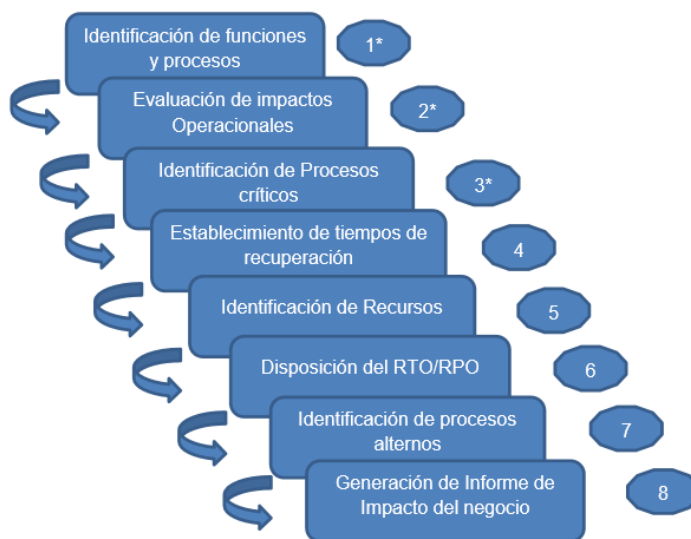 Identificación de funciones
y procesos
1*
Evaluación de impactos
Operacionales
2*
Identificación de Procesos
críticos
3*
Establecimiento de tiempos de
recuperación
4
Identificación de Recursos
5
Disposición del RTO/RPO
6
Identificación de procesos
alternos
7
Generación de Informe de
Impacto del negocio
8